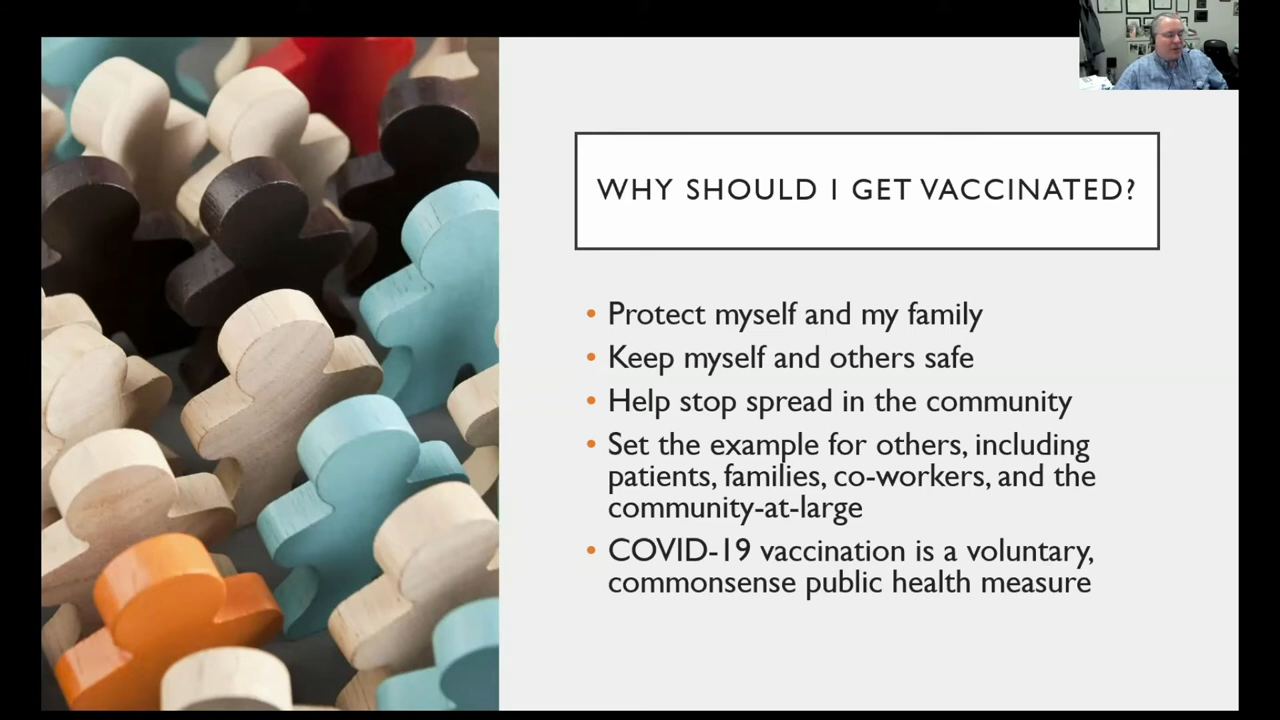 WHY SHOULD I GET VACCINATED?
• Protect myself and my family
• Keep myself and others safe
• Help stop spread in the community
• Set the example for others, including
patients, families, co-workers, and the
community-at-large
• COVID-19 vaccination is a voluntary,
commonsense public health measure